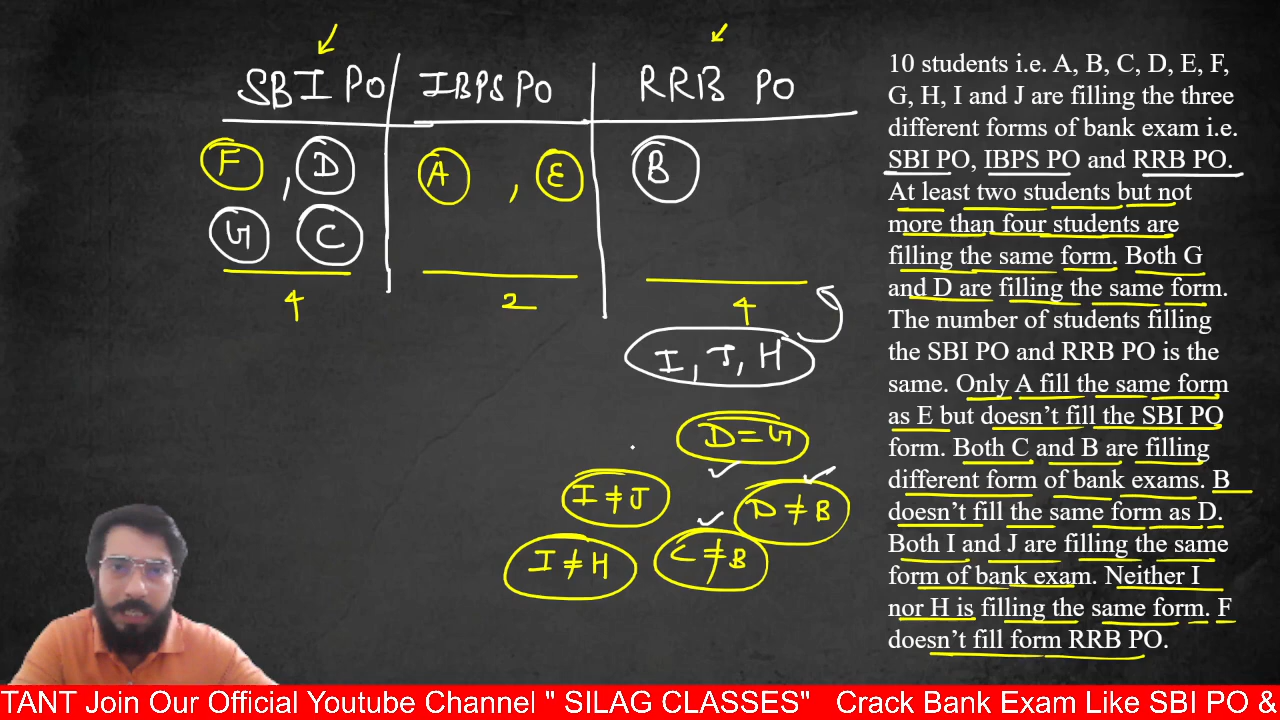 SBI PO IBPS PO RRB PO
F , D A , E B
G C
4 2 4
I, J, H
D = G
I ≠ J D ≠ B
I ≠ H C ≠ B
10 students i.e. A, B, C, D, E, F,
G, H, I and J are filling the three
different forms of bank exam i.e.
SBI PO, IBPS PO and RRB PO.
At least two students but not
more than four students are
filling the same form. Both G
and D are filling the same form.
The number of students filling
the SBI PO and RRB PO is the
same. Only A fill the same form
as E but doesn't fill the SBI PO
form. Both C and B are filling
different form of bank exams. B
doesn't fill the same form as D.
Both I and J are filling the same
form of bank exam. Neither I
nor H is filling the same form. F
doesn't fill form RRB PO.
TANT Join Our Official Youtube Channel " SILAG CLASSES" Crack Bank Exam Like SBI PO &